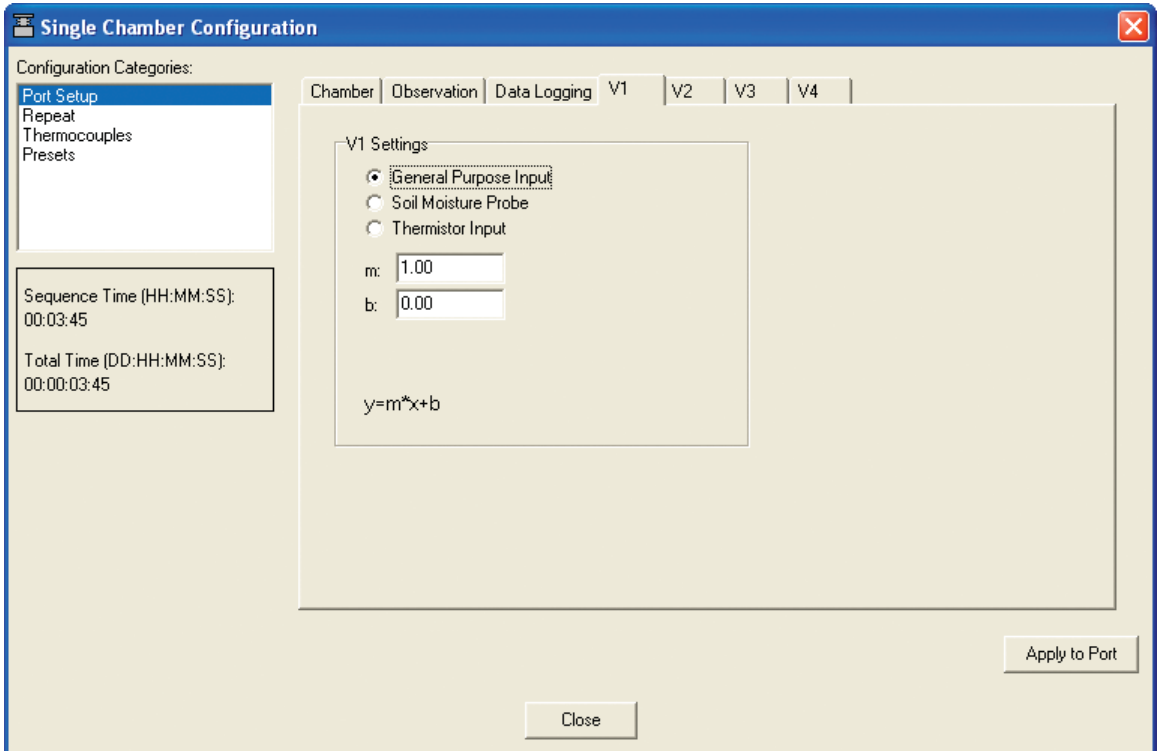 Single Chamber Configuration
Configuration Categories:
Port Setup
Repeat
Thermocouples
Presets
Sequence Time (HH:MM:SS):
00:03:45
Total Time (DD:HH:MM:SS):
00:00:03:45
Chamber Observation Data Logging V1 V2 V3 V4
V1 Settings
General Purpose Input
Soil Moisture Probe
Thermistor Input
m: 1.00
b: 0.00
y=m*x+b
Apply to Port
Close